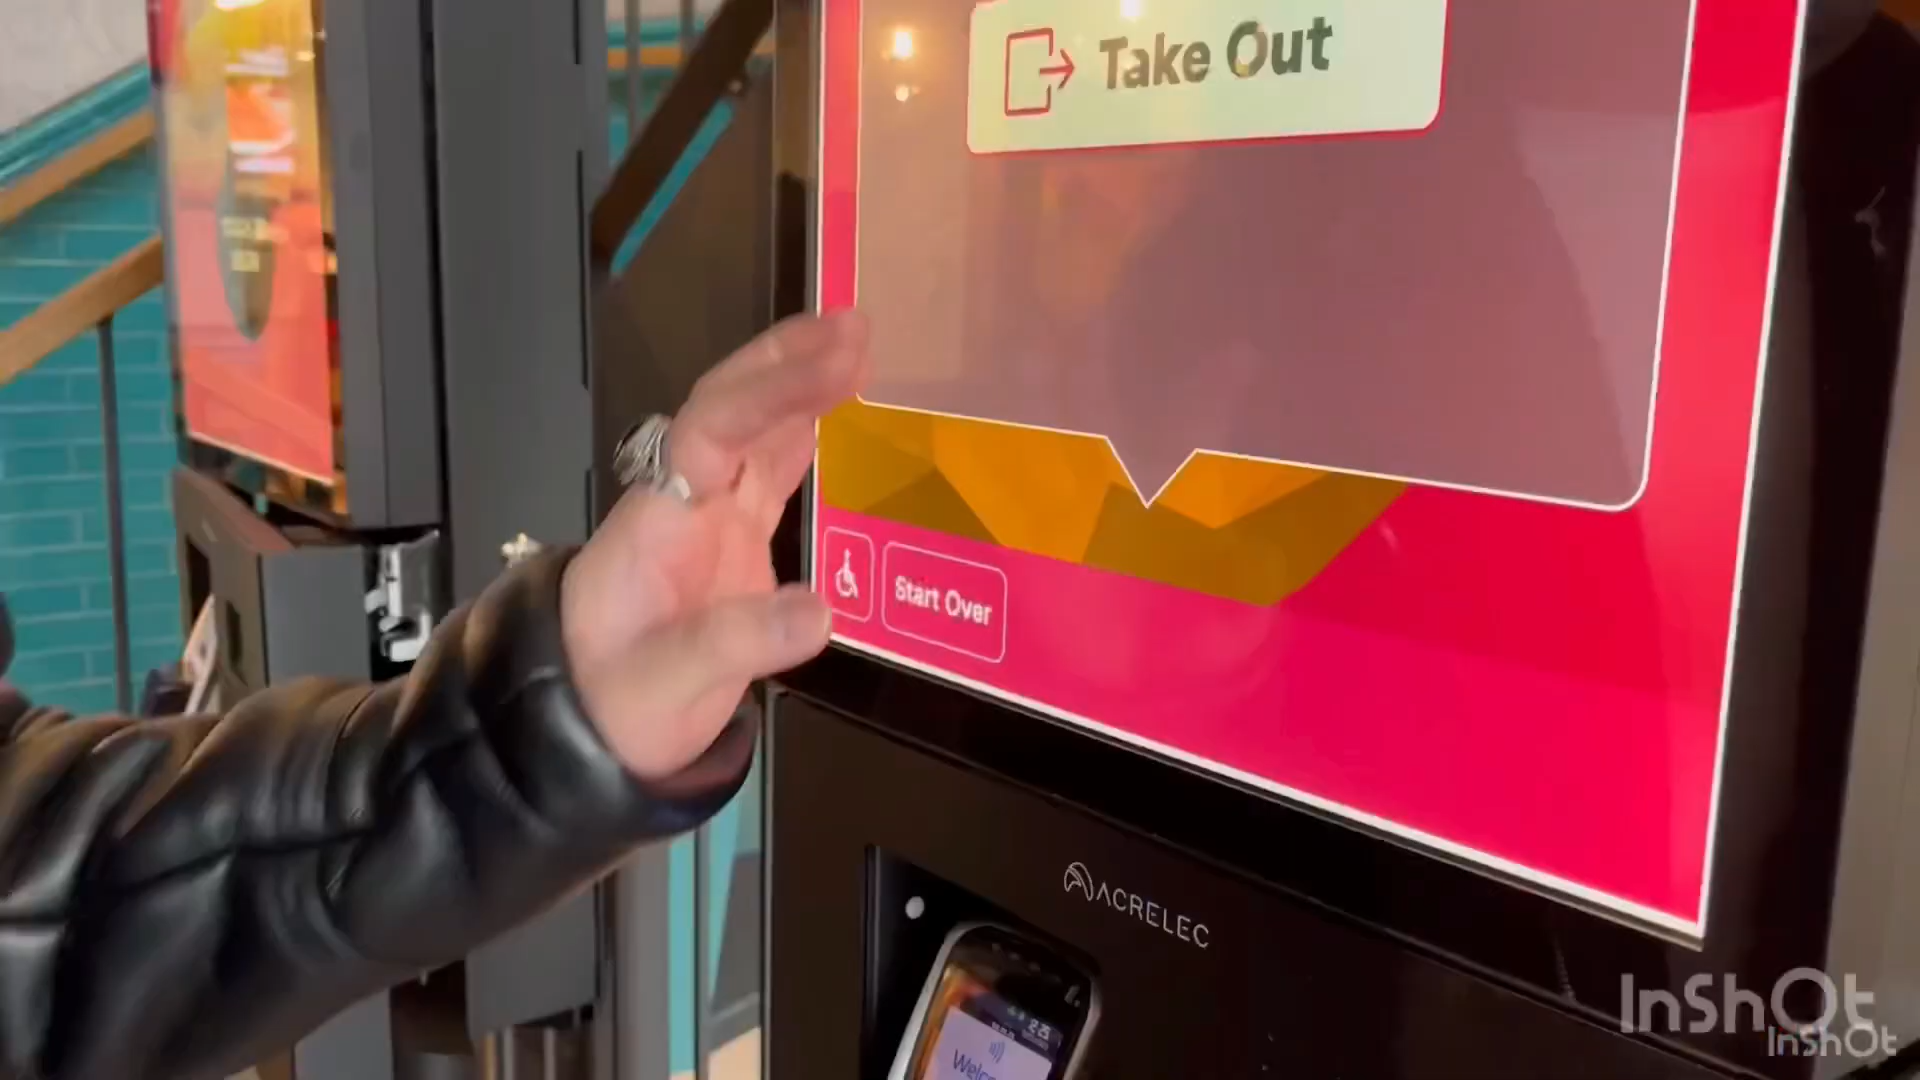 Take Out
Start Over
ACRELEC
InShOt
InShOt